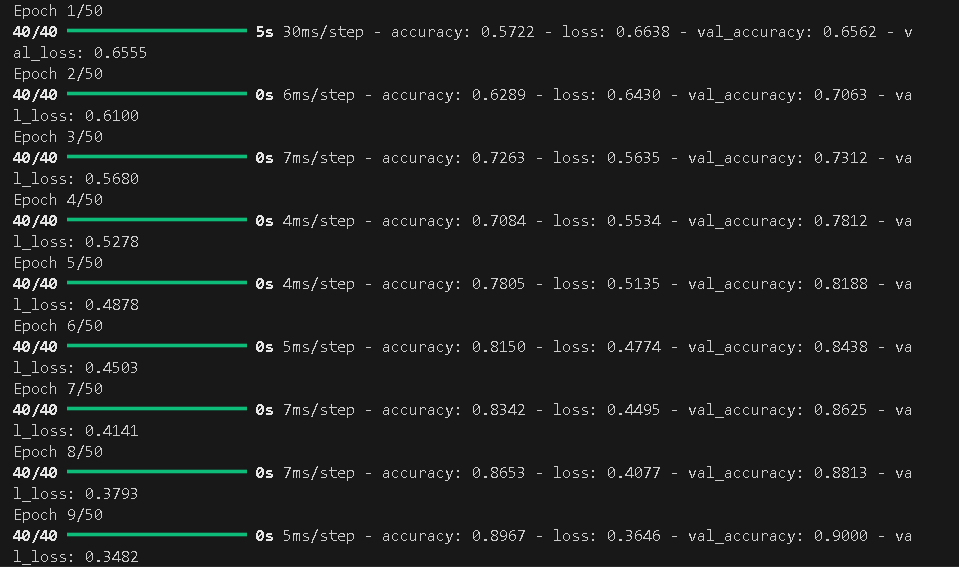 Epoch 1/50
40/40 5s 30ms/step - accuracy: 0.5722 - loss: 0.6638 - val_accuracy: 0.6562 - v
al_loss: 0.6555
Epoch 2/50
40/40 0s 6ms/step - accuracy: 0.6289 - loss: 0.6430 - val_accuracy: 0.7063 - va
l_loss: 0.6100
Epoch 3/50
40/40 0s 7ms/step - accuracy: 0.7263 - loss: 0.5635 - val_accuracy: 0.7312 - va
l_loss: 0.5680
Epoch 4/50
40/40 0s 4ms/step - accuracy: 0.7084 - loss: 0.5534 - val_accuracy: 0.7812 - va
l_loss: 0.5278
Epoch 5/50
40/40 0s 4ms/step - accuracy: 0.7805 - loss: 0.5135 - val_accuracy: 0.8188 - va
l_loss: 0.4878
Epoch 6/50
40/40 0s 5ms/step - accuracy: 0.8150 - loss: 0.4774 - val_accuracy: 0.8438 - va
l_loss: 0.4503
Epoch 7/50
40/40 0s 7ms/step - accuracy: 0.8342 - loss: 0.4495 - val_accuracy: 0.8625 - va
l_loss: 0.4141
Epoch 8/50
40/40 0s 7ms/step - accuracy: 0.8653 - loss: 0.4077 - val_accuracy: 0.8813 - va
l_loss: 0.3793
Epoch 9/50
40/40 0s 5ms/step - accuracy: 0.8967 - loss: 0.3646 - val_accuracy: 0.9000 - va
l_loss: 0.3482